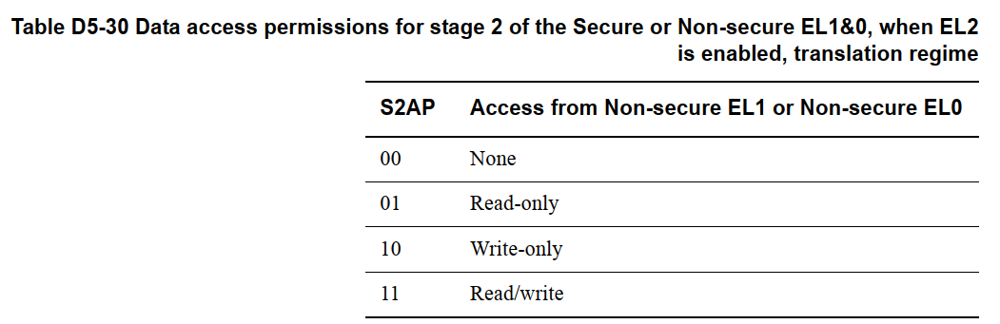 Table D5-30 Data access permissions for stage 2 of the Secure or Non-secure EL1&0, when EL2
is enabled, translation regime
S2AP Access from Non-secure EL1 or Non-secure EL0
00 None
01 Read-only
10 Write-only
11 Read/write